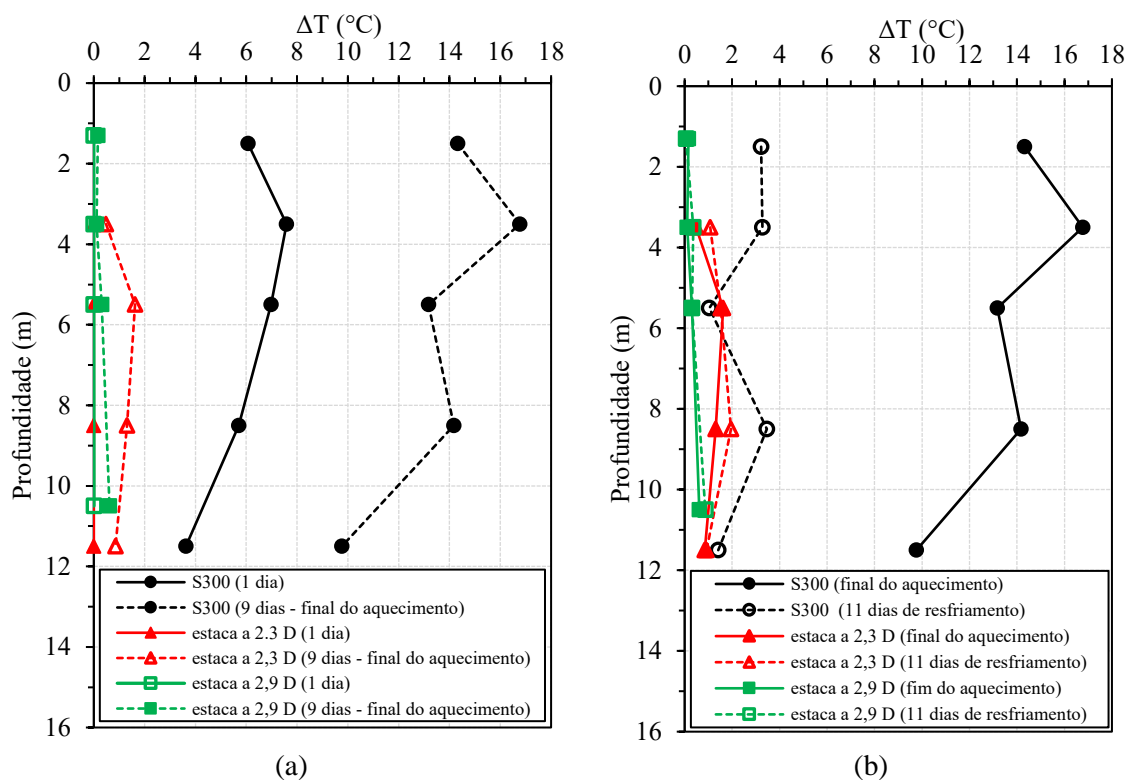 ΔT (°C)
0 2 4 6 8 10 12 14 16 18
0
2
4
6
8
10
12
14
16
Profundidade (m)
S300 (1 dia)
S300 (9 dias - final do aquecimento)
estaca a 2.3 D (1 dia)
estaca a 2,3 D (9 dias - final do aquecimento)
estaca a 2,9 D (1 dia)
estaca a 2,9 D (9 dias - final do aquecimento)
(a)
ΔT (°C)
0 2 4 6 8 10 12 14 16 18
0
2
4
6
8
10
12
14
16
Profundidade (m)
S300 (final do aquecimento)
S300 (11 dias de resfriamento)
estaca a 2,3 D (final do aquecimento)
estaca a 2,3 D (11 dias de resfriamento)
estaca a 2,9 D (fim do aquecimento)
estaca a 2,9 D (11 dias de resfriamento)
(b)